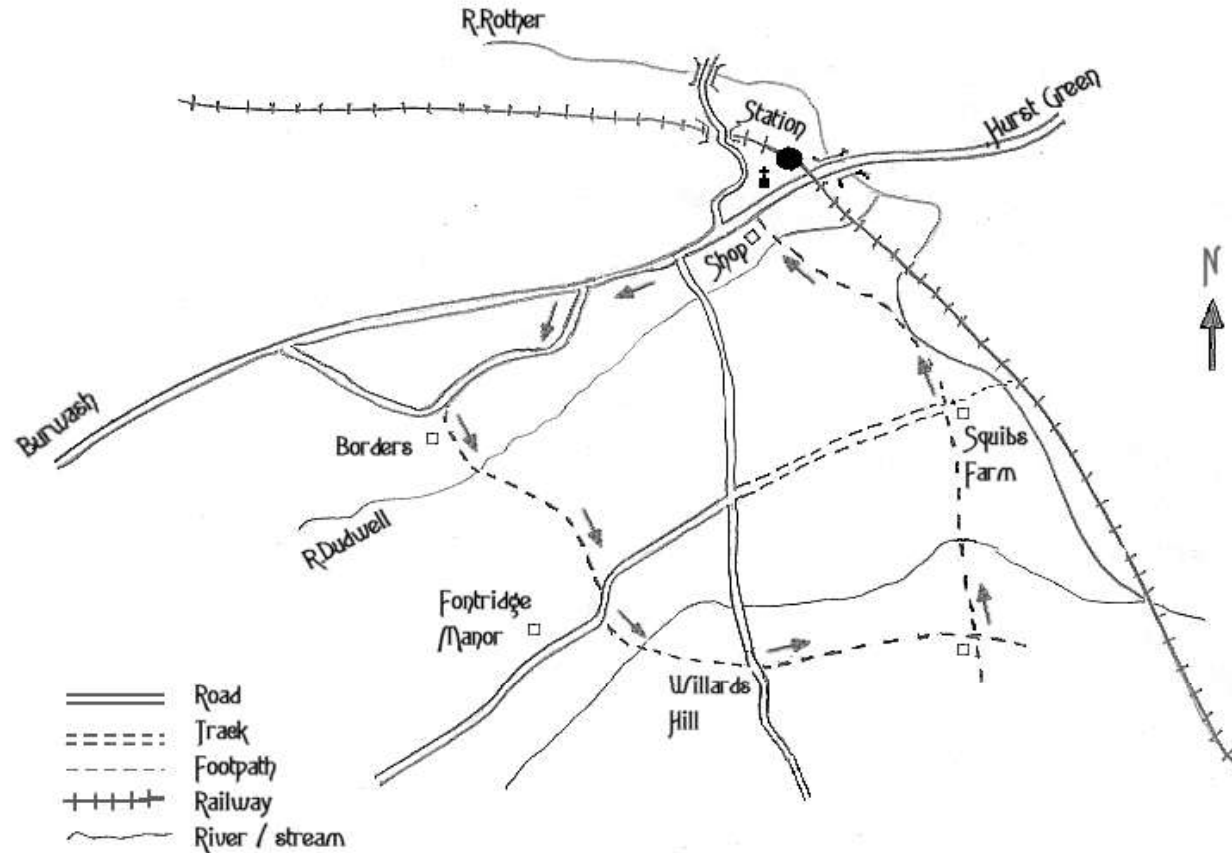 R.Rother
Station
Hurst Green
N
Shop
Burwash
Borders
Squibs
Farm
R.Dudwell
Fontridge
Manor
Willards
Hill
Road
Track
Footpath
Railway
River / stream